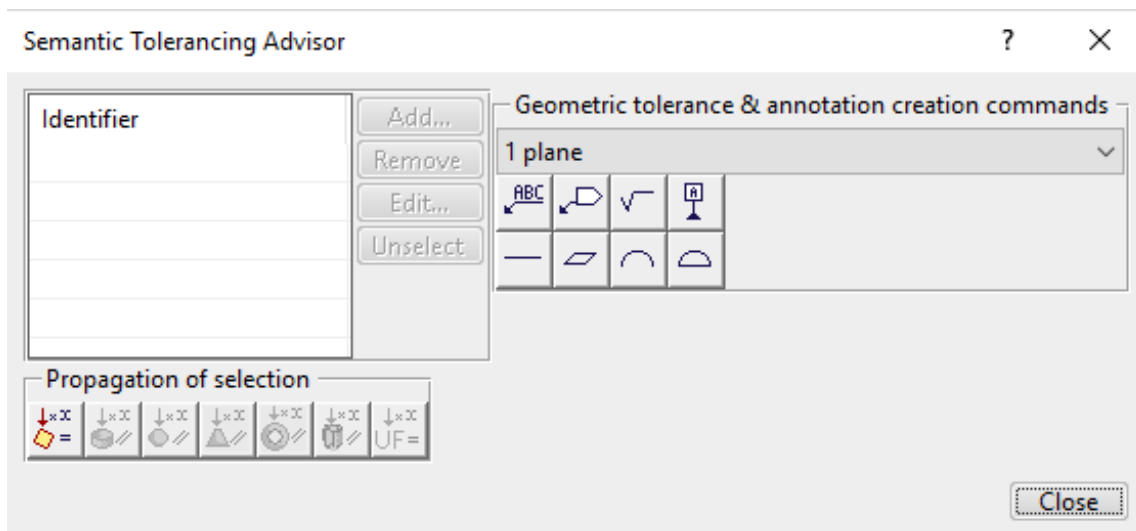 Semantic Tolerancing Advisor
?
Identifier
Add...
Remove
Edit...
Unselect
Geometric tolerance & annotation creation commands
1 plane
ABC
A
Propagation of selection
x x =
x x //
x x //
x x //
x x //
x x //
x x UF =
Close